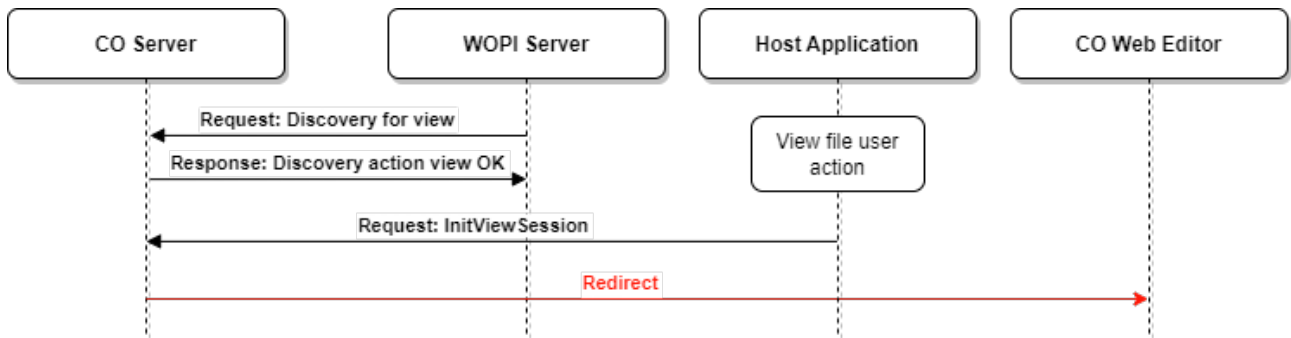 CO Server
WOPI Server
Host Application
CO Web Editor
Request: Discovery for view
View file user
action
Response: Discovery action view OK
Request: InitViewSession
Redirect